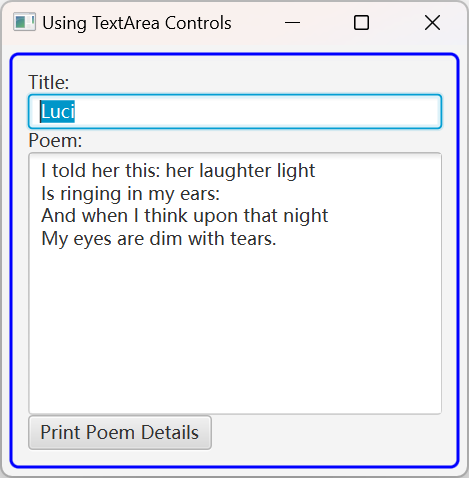 Using TextArea Controls
Title:
Luci
Poem:
I told her this: her laughter light
Is ringing in my ears:
And when I think upon that night
My eyes are dim with tears.
Print Poem Details